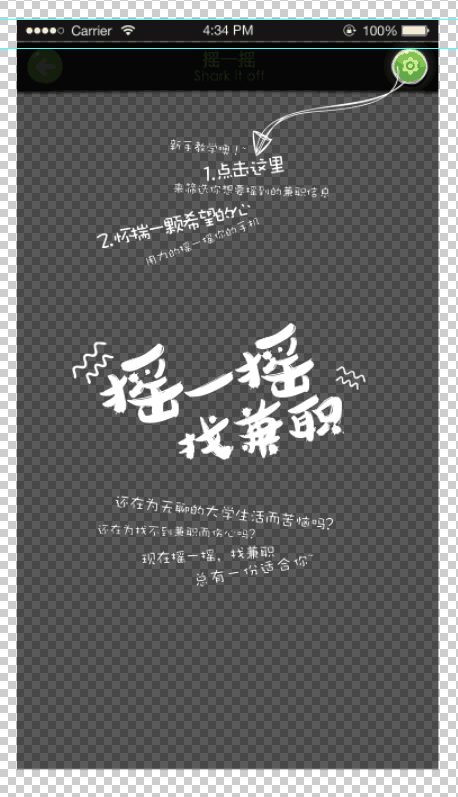 Carrier 4:34 PM 100%
摇一摇
Shark it off
新手教学噢!~
1.点击这里
来筛选你想要摇到的兼职信息
2.怀揣一颗希望的心
用力的摇一摇你的手机
摇一摇
找兼职
还在为无聊的大学生活而苦恼吗?
还在为找不到兼职而伤心吗?
现在摇一摇，找兼职
总有一份适合你~